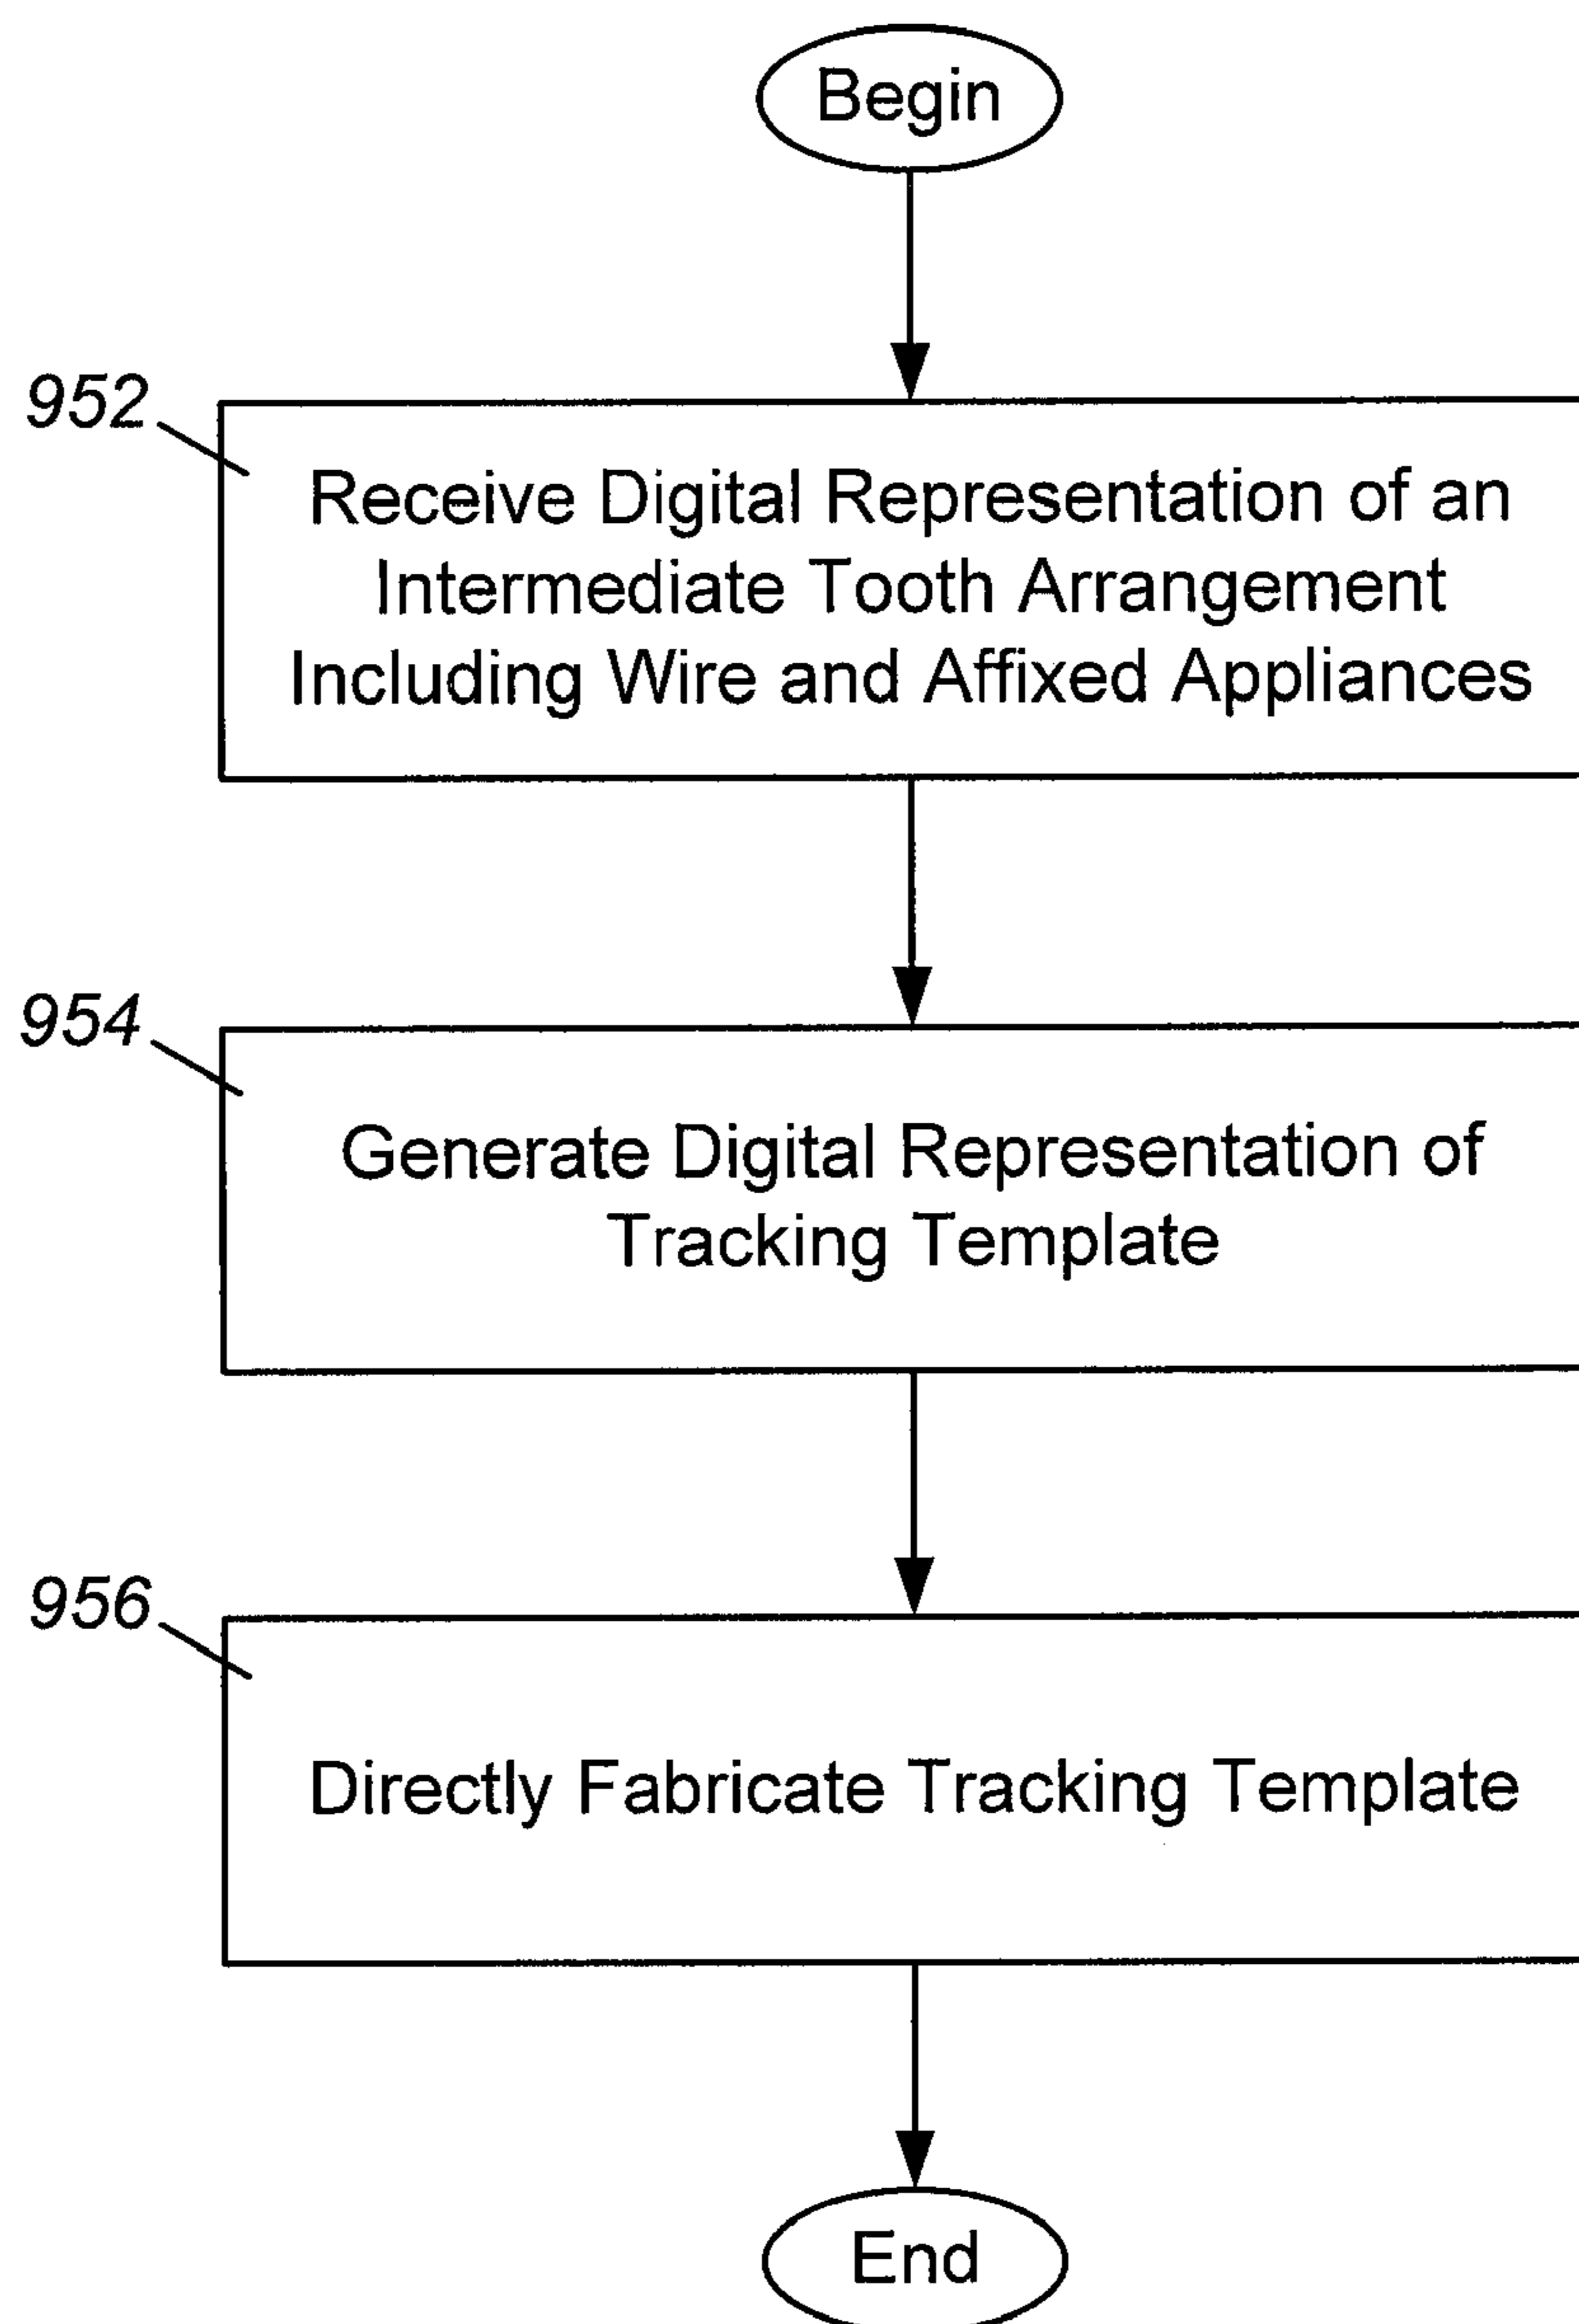 Begin
952
Receive Digital Representation of an
Intermediate Tooth Arrangement
Including Wire and Affixed Appliances
954
Generate Digital Representation of
Tracking Template
956
Directly Fabricate Tracking Template
End